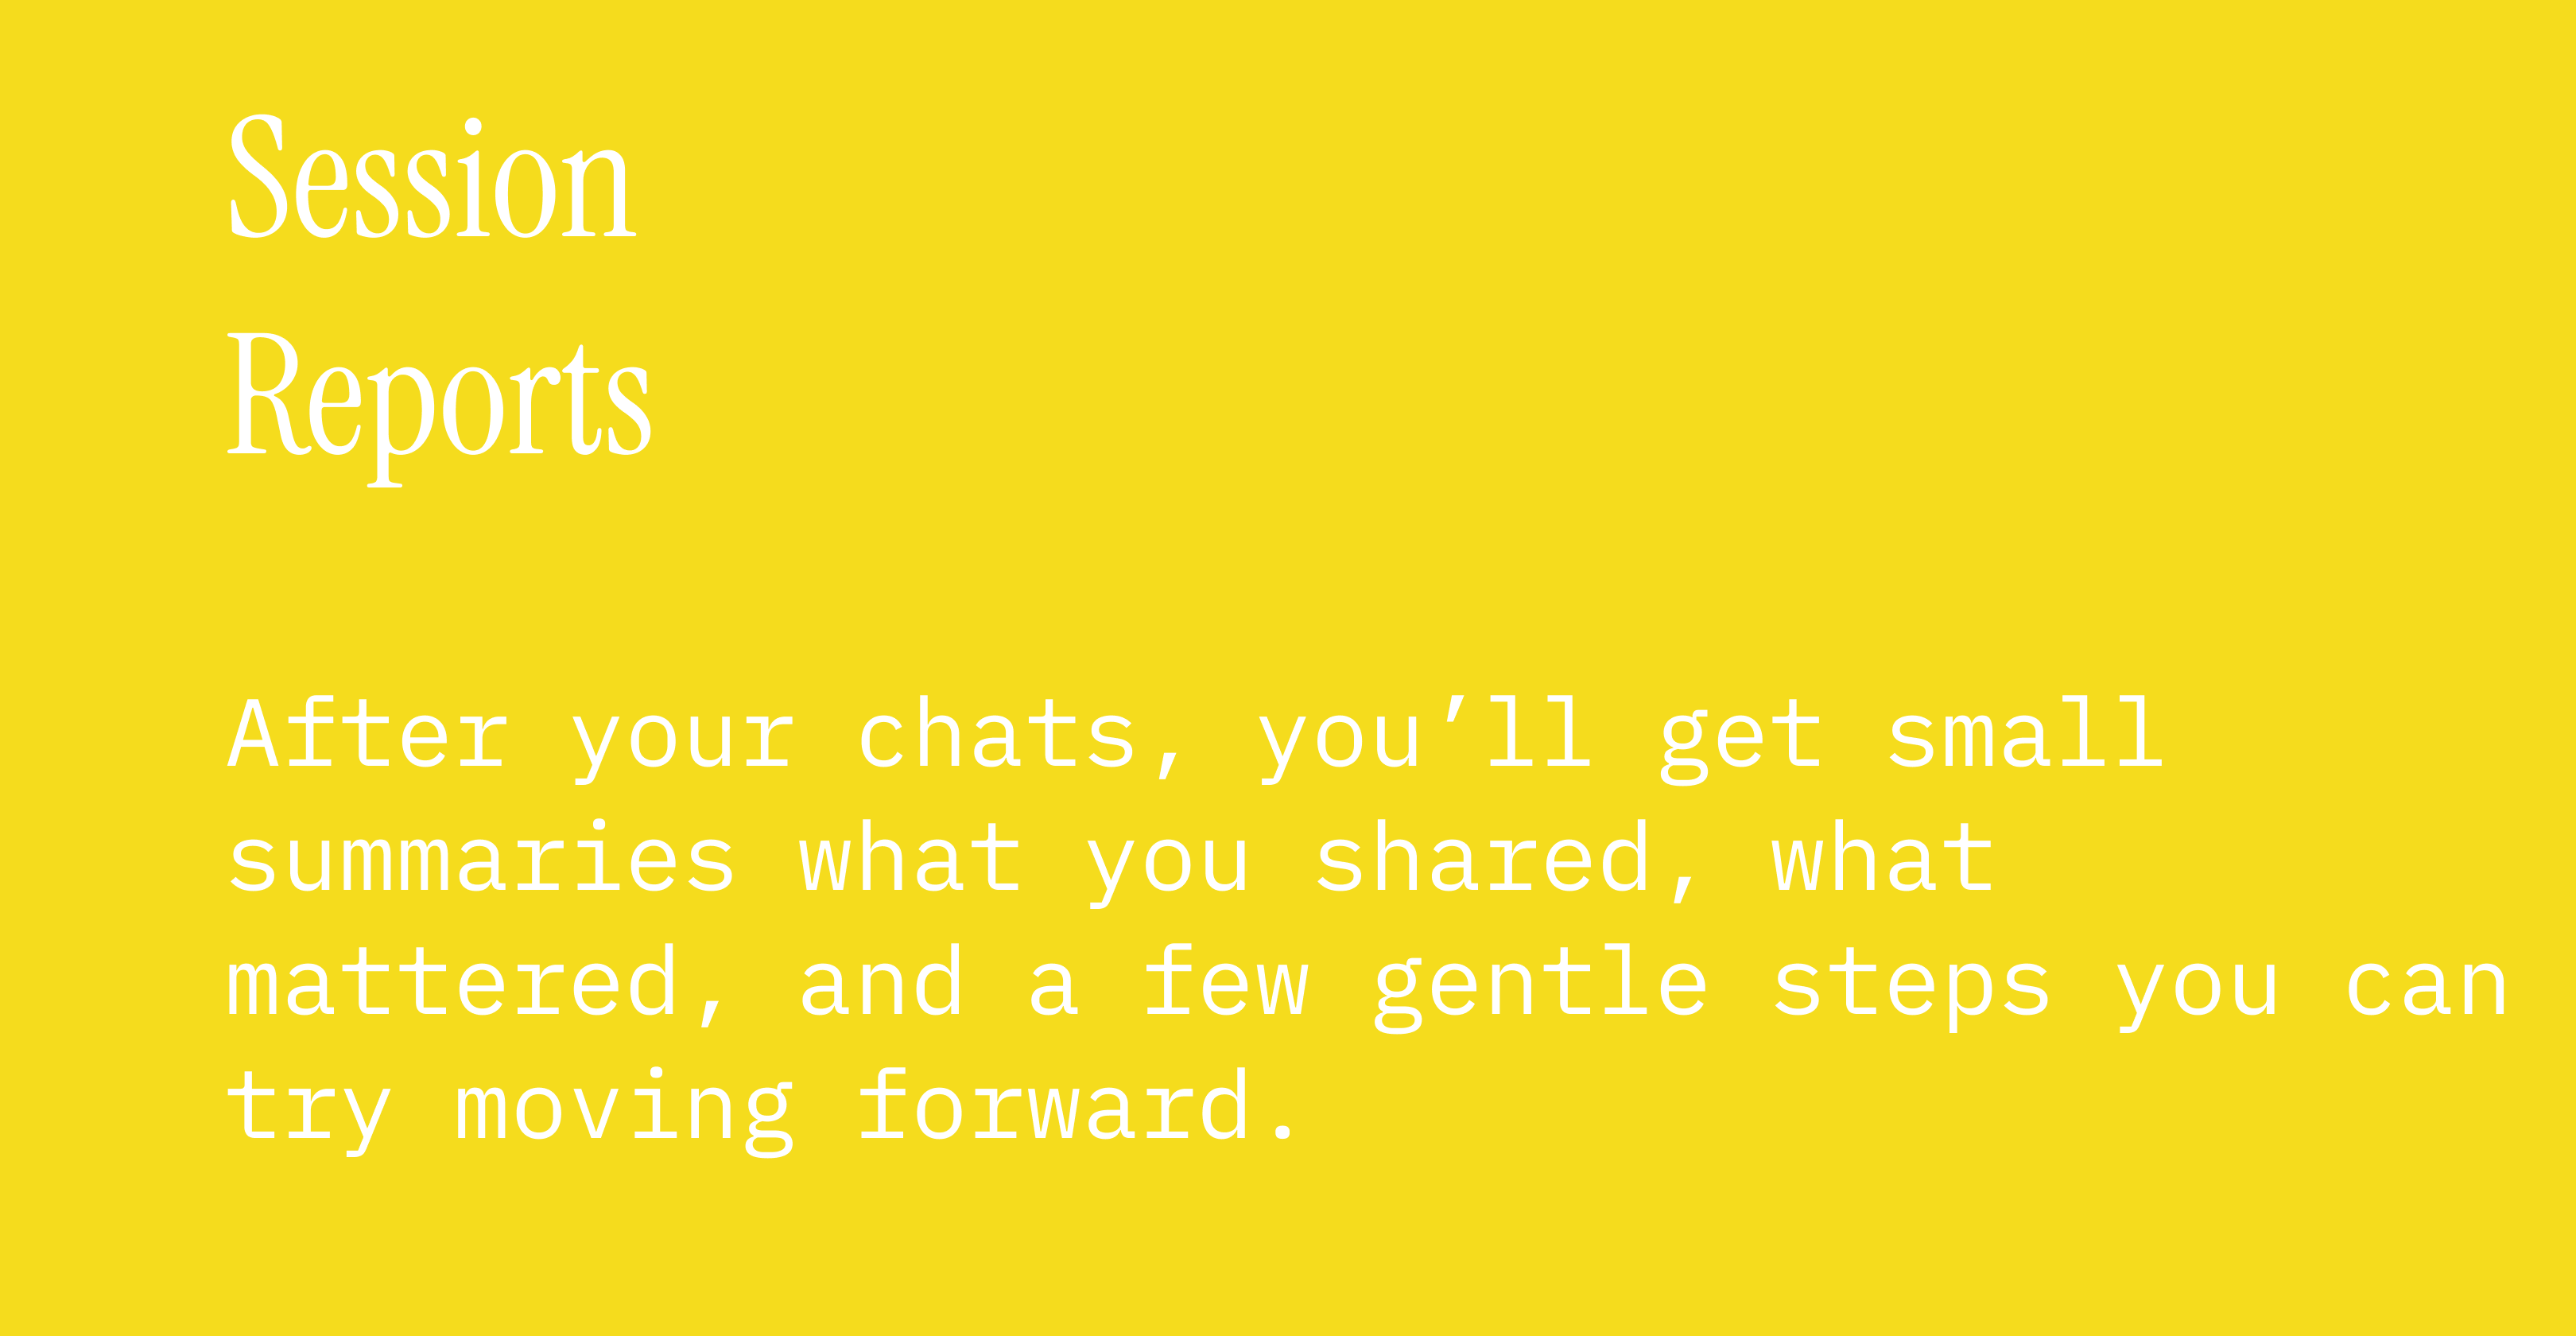 Session
Reports
After your chats, you’ll get small
summaries what you shared, what
mattered, and a few gentle steps you can
try moving forward.